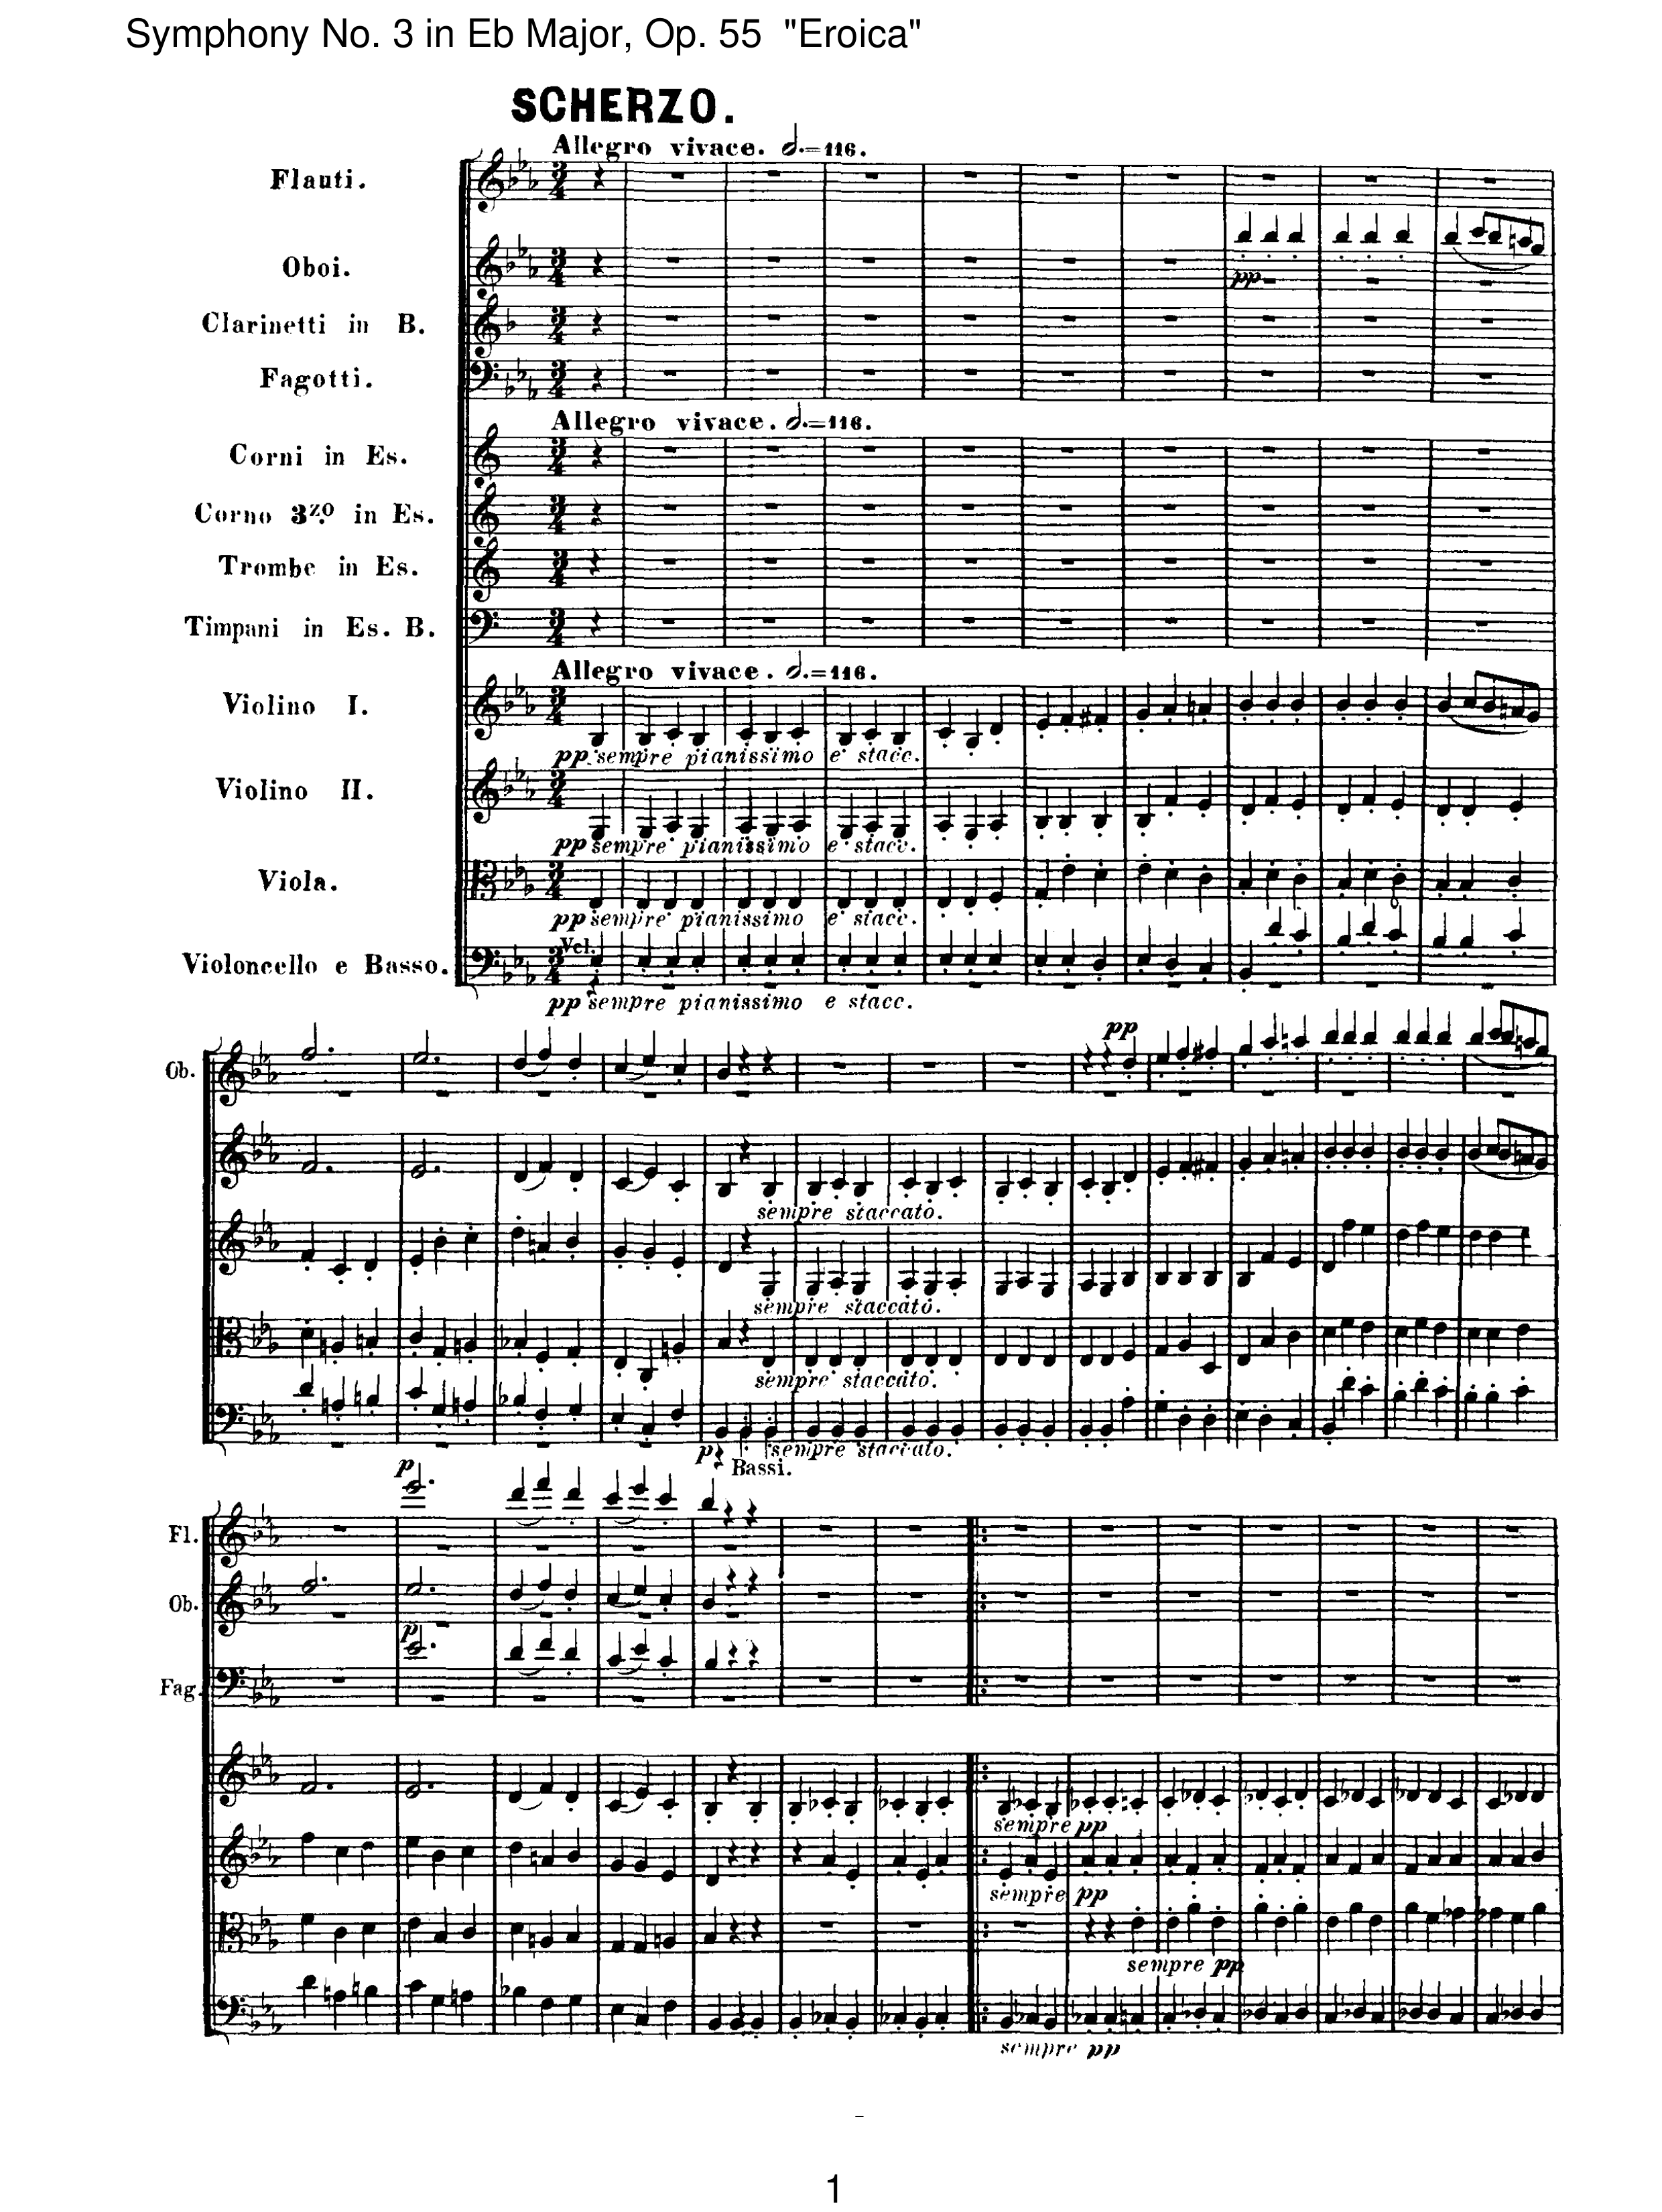 Symphony No. 3 in Eb Major, Op. 55 "Eroica"
SCHERZO.
Allegro vivace. 𝅗𝅥.=116.
Flauti.
Oboi.
pp
Clarinetti in B.
Fagotti.
Allegro vivace. 𝅗𝅥.=116.
Corni in Es.
Corno 3zo. in Es.
Trombe in Es.
Timpani in Es. B.
Allegro vivace. 𝅗𝅥.=116.
Violino I.
pp sempre pianissimo e stacc.
Violino II.
pp sempre pianissimo e stacc.
Viola.
pp sempre pianissimo e stacc.
Vcl.
Violoncello e Basso.
pp sempre pianissimo e stacc.
pp
Ob.
sempre staccato.
sempre staccato.
sempre staccato.
p sempre staccato.
Bassi.
p
Fl.
Ob.
p
Fag.
sempre pp
sempre pp
sempre pp
sempre pp
1